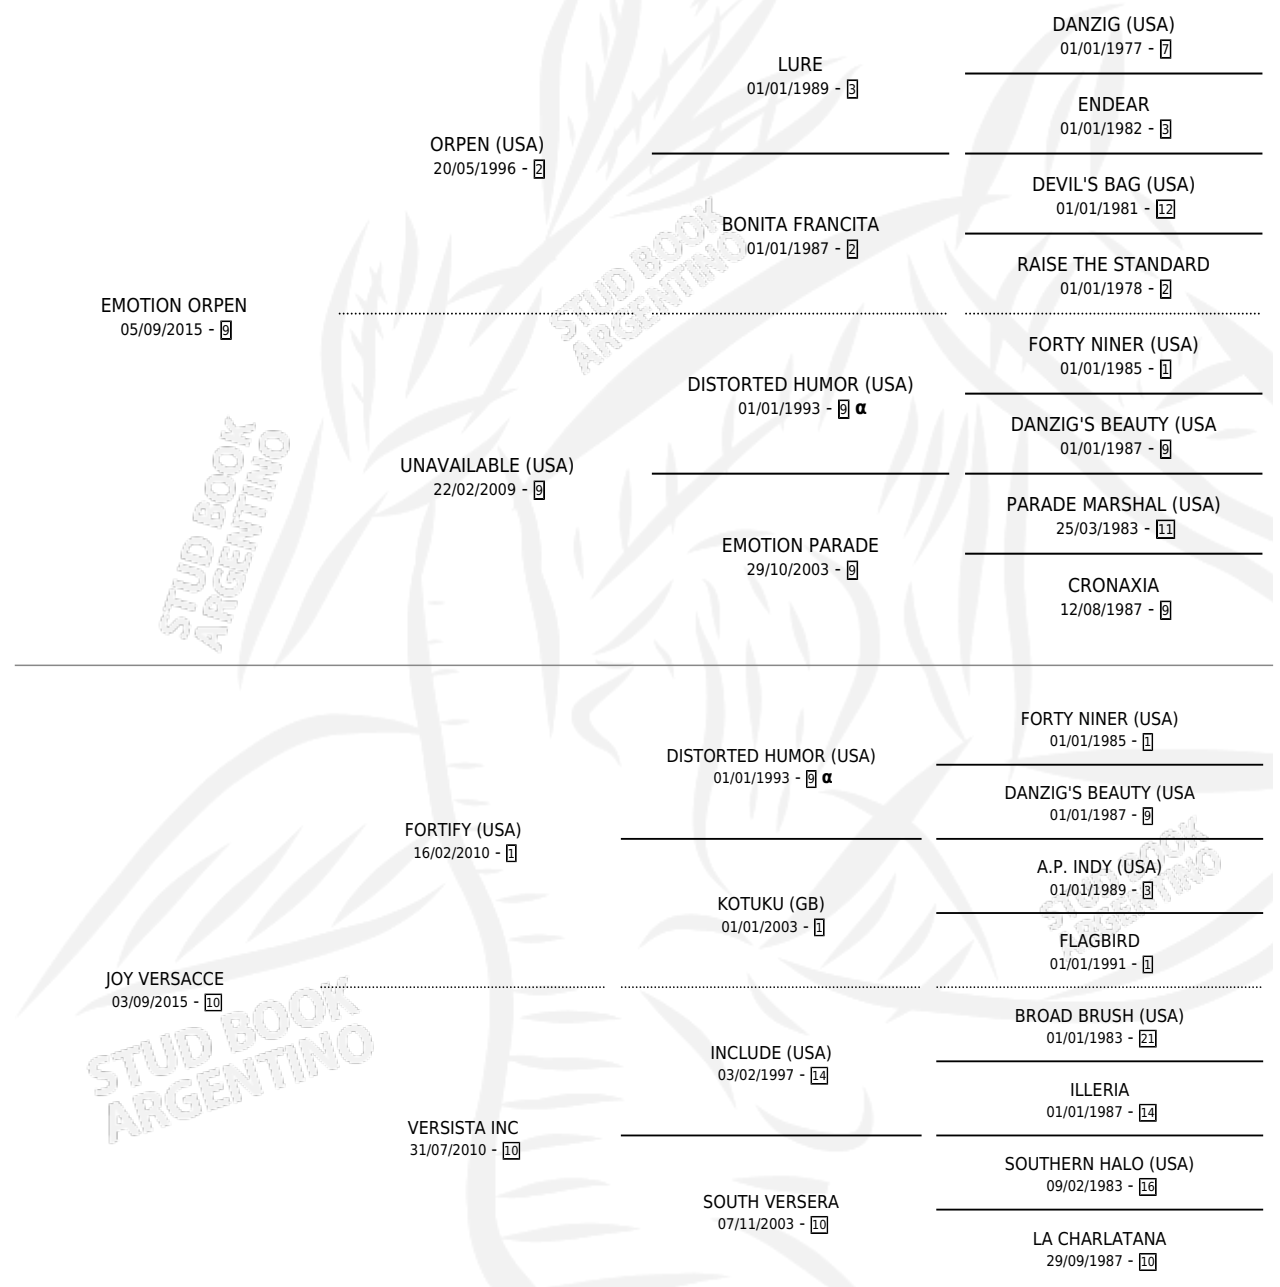 DANZIG (USA)
01/01/1977 - 7
LURE
01/01/1989 - 3
ENDEAR
01/01/1982 - 3
ORPEN (USA)
20/05/1996 - 2
DEVIL'S BAG (USA)
01/01/1981 - 12
BONITA FRANCITA
01/01/1987 - 2
RAISE THE STANDARD
01/01/1978 - 2
EMOTION ORPEN
05/09/2015 - 9
FORTY NINER (USA)
01/01/1985 - 1
DISTORTED HUMOR (USA)
01/01/1993 - 9 α
DANZIG'S BEAUTY (USA
01/01/1987 - 9
UNAVAILABLE (USA)
22/02/2009 - 9
PARADE MARSHAL (USA)
25/03/1983 - 11
EMOTION PARADE
29/10/2003 - 9
CRONAXIA
12/08/1987 - 9
FORTY NINER (USA)
01/01/1985 - 1
DISTORTED HUMOR (USA)
01/01/1993 - 9 α
DANZIG'S BEAUTY (USA
01/01/1987 - 9
FORTIFY (USA)
16/02/2010 - 1
A.P. INDY (USA)
01/01/1989 - 3
KOTUKU (GB)
01/01/2003 - 1
FLAGBIRD
01/01/1991 - 1
JOY VERSACCE
03/09/2015 - 10
BROAD BRUSH (USA)
01/01/1983 - 21
INCLUDE (USA)
03/02/1997 - 14
ILLERIA
01/01/1987 - 14
VERSISTA INC
31/07/2010 - 10
SOUTHERN HALO (USA)
09/02/1983 - 16
SOUTH VERSERA
07/11/2003 - 10
LA CHARLATANA
29/09/1987 - 10
STUD BOOK
ARGENTINO
STUD BOOK
ARGENTINO
STUD BOOK
ARGENTINO
STUD BOOK
ARGENTINO